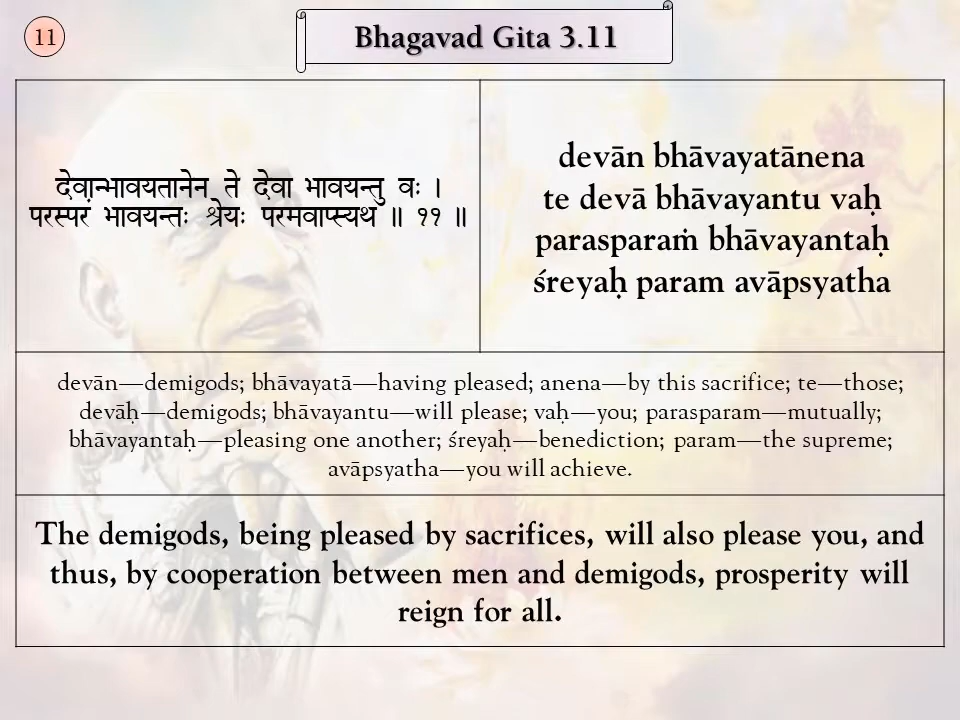 11
Bhagavad Gita 3.11
देवान्भावयतानेन ते देवा भावयन्तु वः ।
परस्परं भावयन्तः श्रेयः परमवाप्स्यथ ॥ ११ ॥
devān bhāvayatānena
te devā bhāvayantu vaḥ
parasparaṁ bhāvayantaḥ
śreyaḥ param avāpsyatha
devān—demigods; bhāvayatā—having pleased; anena—by this sacrifice; te—those;
devāḥ—demigods; bhāvayantu—will please; vaḥ—you; parasparam—mutually;
bhāvayantaḥ—pleasing one another; śreyaḥ—benediction; param—the supreme;
avāpsyatha—you will achieve.
The demigods, being pleased by sacrifices, will also please you, and
thus, by cooperation between men and demigods, prosperity will
reign for all.